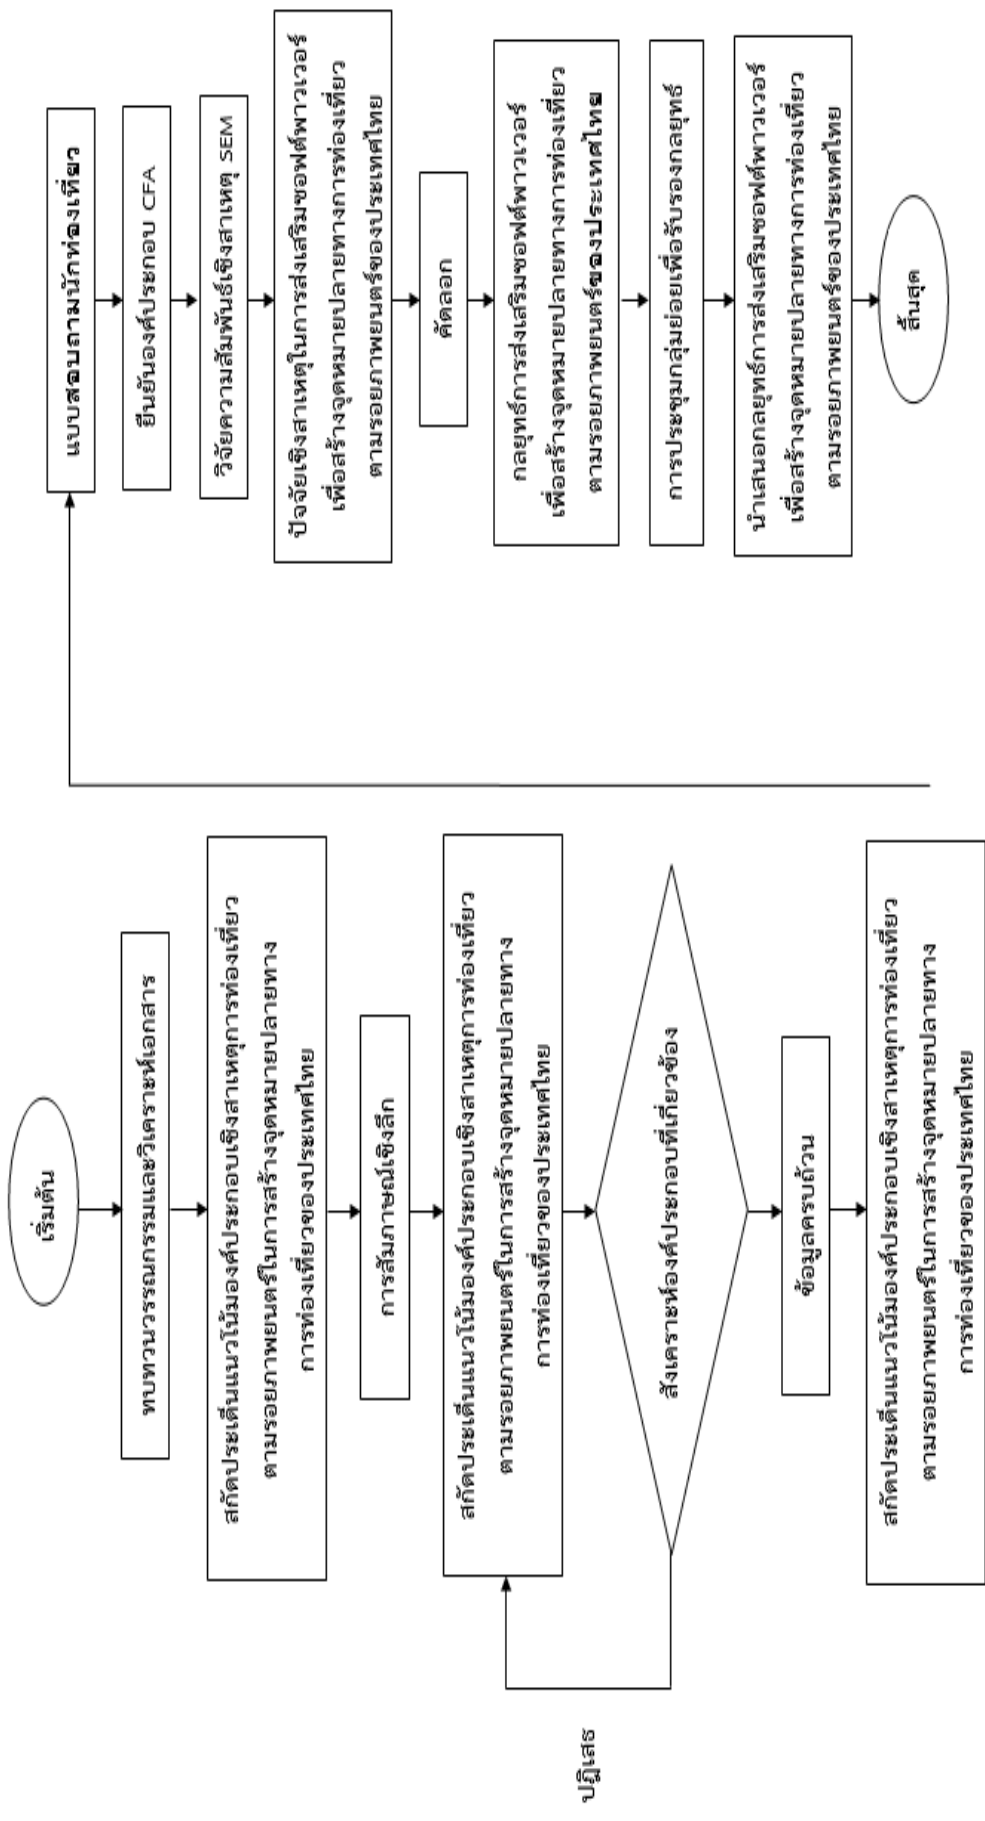 เริ่มต้น
ทบทวนวรรณกรรมและวิเคราะห์เอกสาร
สกัดประเด็นแนวโน้มองค์ประกอบเชิงสาเหตุการท่องเที่ยว
ตามรอยภาพยนตร์ในการสร้างจุดหมายปลายทาง
การท่องเที่ยวของประเทศไทย
การสัมภาษณ์เชิงลึก
สกัดประเด็นแนวโน้มองค์ประกอบเชิงสาเหตุการท่องเที่ยว
ตามรอยภาพยนตร์ในการสร้างจุดหมายปลายทาง
การท่องเที่ยวของประเทศไทย
สังเคราะห์องค์ประกอบที่เกี่ยวข้อง
ปฏิเสธ
ข้อมูลครบถ้วน
สกัดประเด็นแนวโน้มองค์ประกอบเชิงสาเหตุการท่องเที่ยว
ตามรอยภาพยนตร์ในการสร้างจุดหมายปลายทาง
การท่องเที่ยวของประเทศไทย
แบบสอบถามนักท่องเที่ยว
ยืนยันองค์ประกอบ CFA
วิจัยความสัมพันธ์เชิงสาเหตุ SEM
ปัจจัยเชิงสาเหตุในการส่งเสริมซอฟต์พาวเวอร์
เพื่อสร้างจุดหมายปลายทางการท่องเที่ยว
ตามรอยภาพยนตร์ของประเทศไทย
คัดลอก
กลยุทธ์การส่งเสริมซอฟต์พาวเวอร์
เพื่อสร้างจุดหมายปลายทางการท่องเที่ยว
ตามรอยภาพยนตร์ของประเทศไทย
การประชุมกลุ่มย่อยเพื่อรับรองกลยุทธ์
นำเสนอกลยุทธ์การส่งเสริมซอฟต์พาวเวอร์
เพื่อสร้างจุดหมายปลายทางการท่องเที่ยว
ตามรอยภาพยนตร์ของประเทศไทย
สิ้นสุด